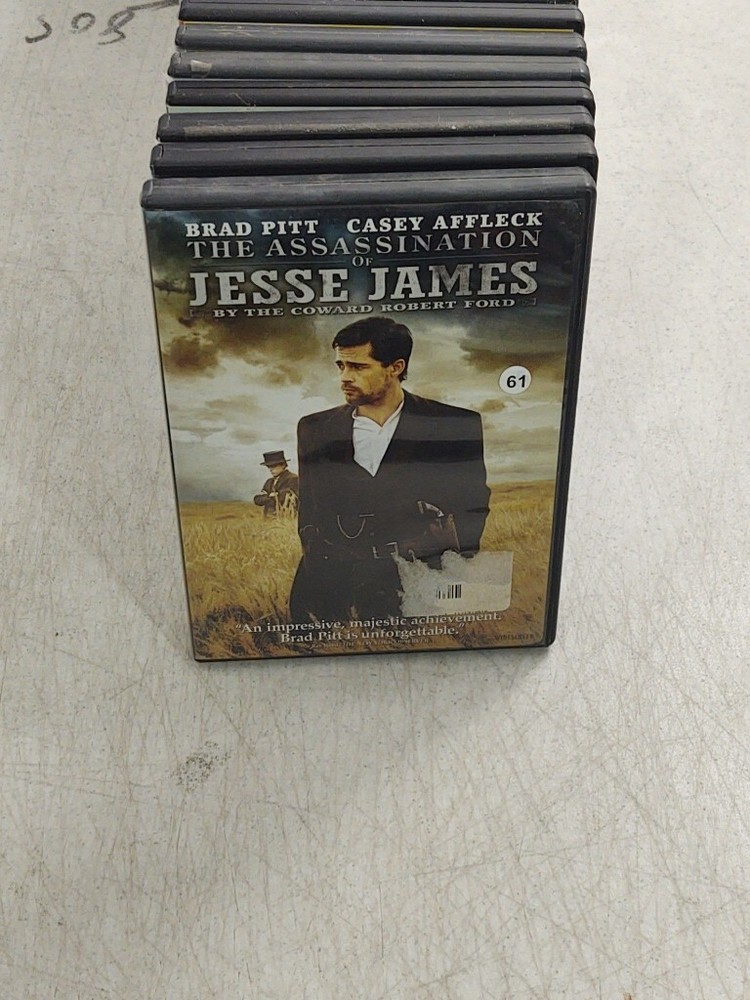 BRAD PITT CASEY AFFLECK
THE ASSASSINATION
OF
JESSE JAMES
BY THE COWARD ROBERT FORD
61
"An impressive, majestic achievement.
Brad Pitt is unforgettable."
WIDESCREEN